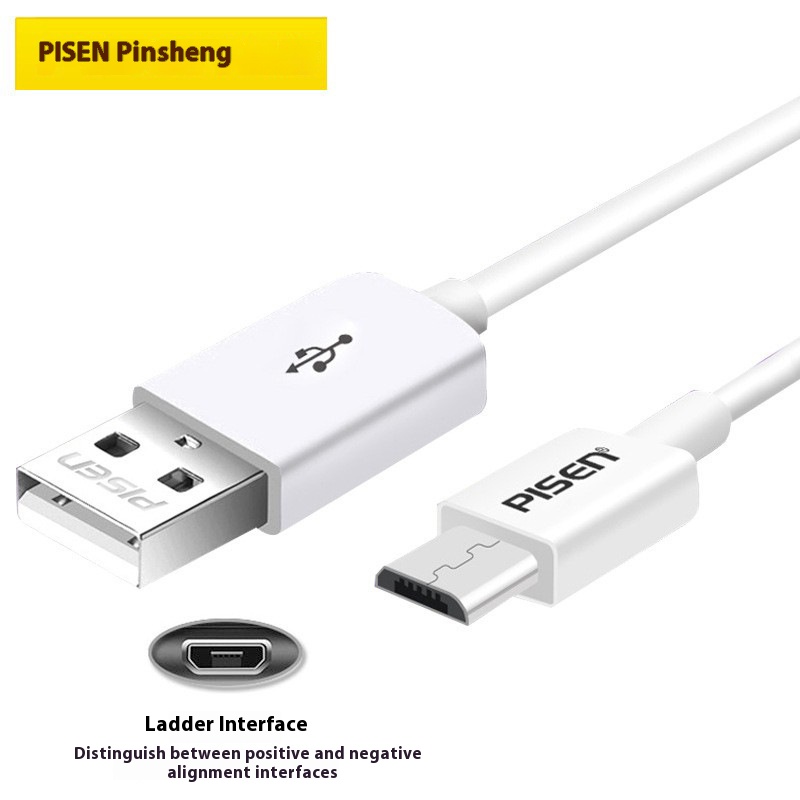 PISEN Pinsheng
PISEN
PISEN®
Ladder Interface
Distinguish between positive and negative
alignment interfaces